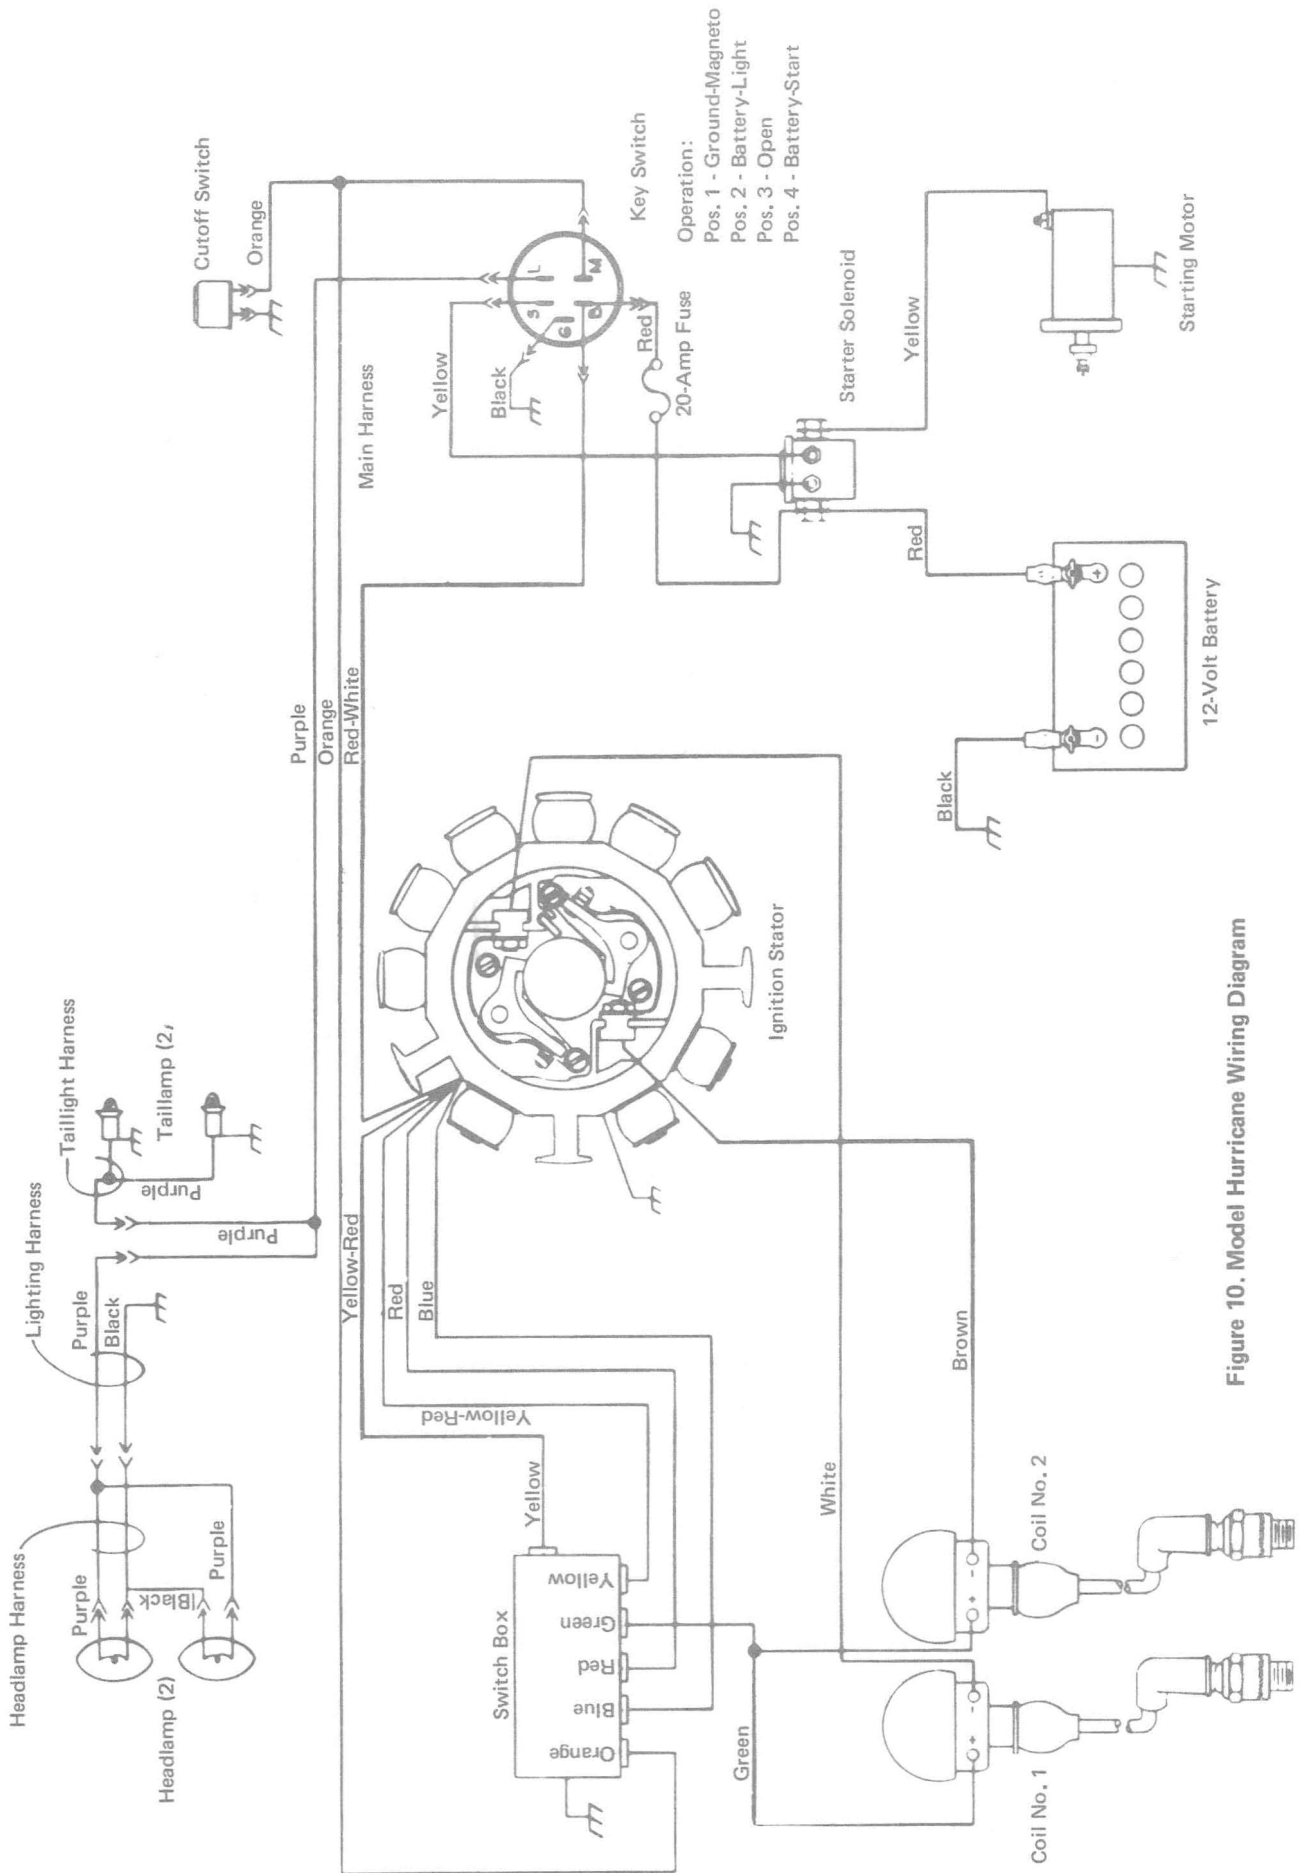 Headlamp Harness
Lighting Harness
Taillight Harness
Purple
Purple
Black
Taillamp (2,
Black
Purple
Purple
Purple
Headlamp (2)
Cutoff Switch
Orange
Purple
Orange
Red-White
Main Harness
Yellow
Black
L
S
M
G
B
Red
20-Amp Fuse
Key Switch
Operation:
Pos. 1 - Ground-Magneto
Pos. 2 - Battery-Light
Pos. 3 - Open
Pos. 4 - Battery-Start
Yellow-Red
Red
Blue
Yellow-Red
Yellow
Switch Box
Orange
Blue
Red
Green
Yellow
Ignition Stator
Starter Solenoid
Yellow
Starting Motor
Red
Black
+
-
12-Volt Battery
Green
White
Brown
+
-
+
-
Coil No. 1
Coil No. 2
Figure 10. Model Hurricane Wiring Diagram